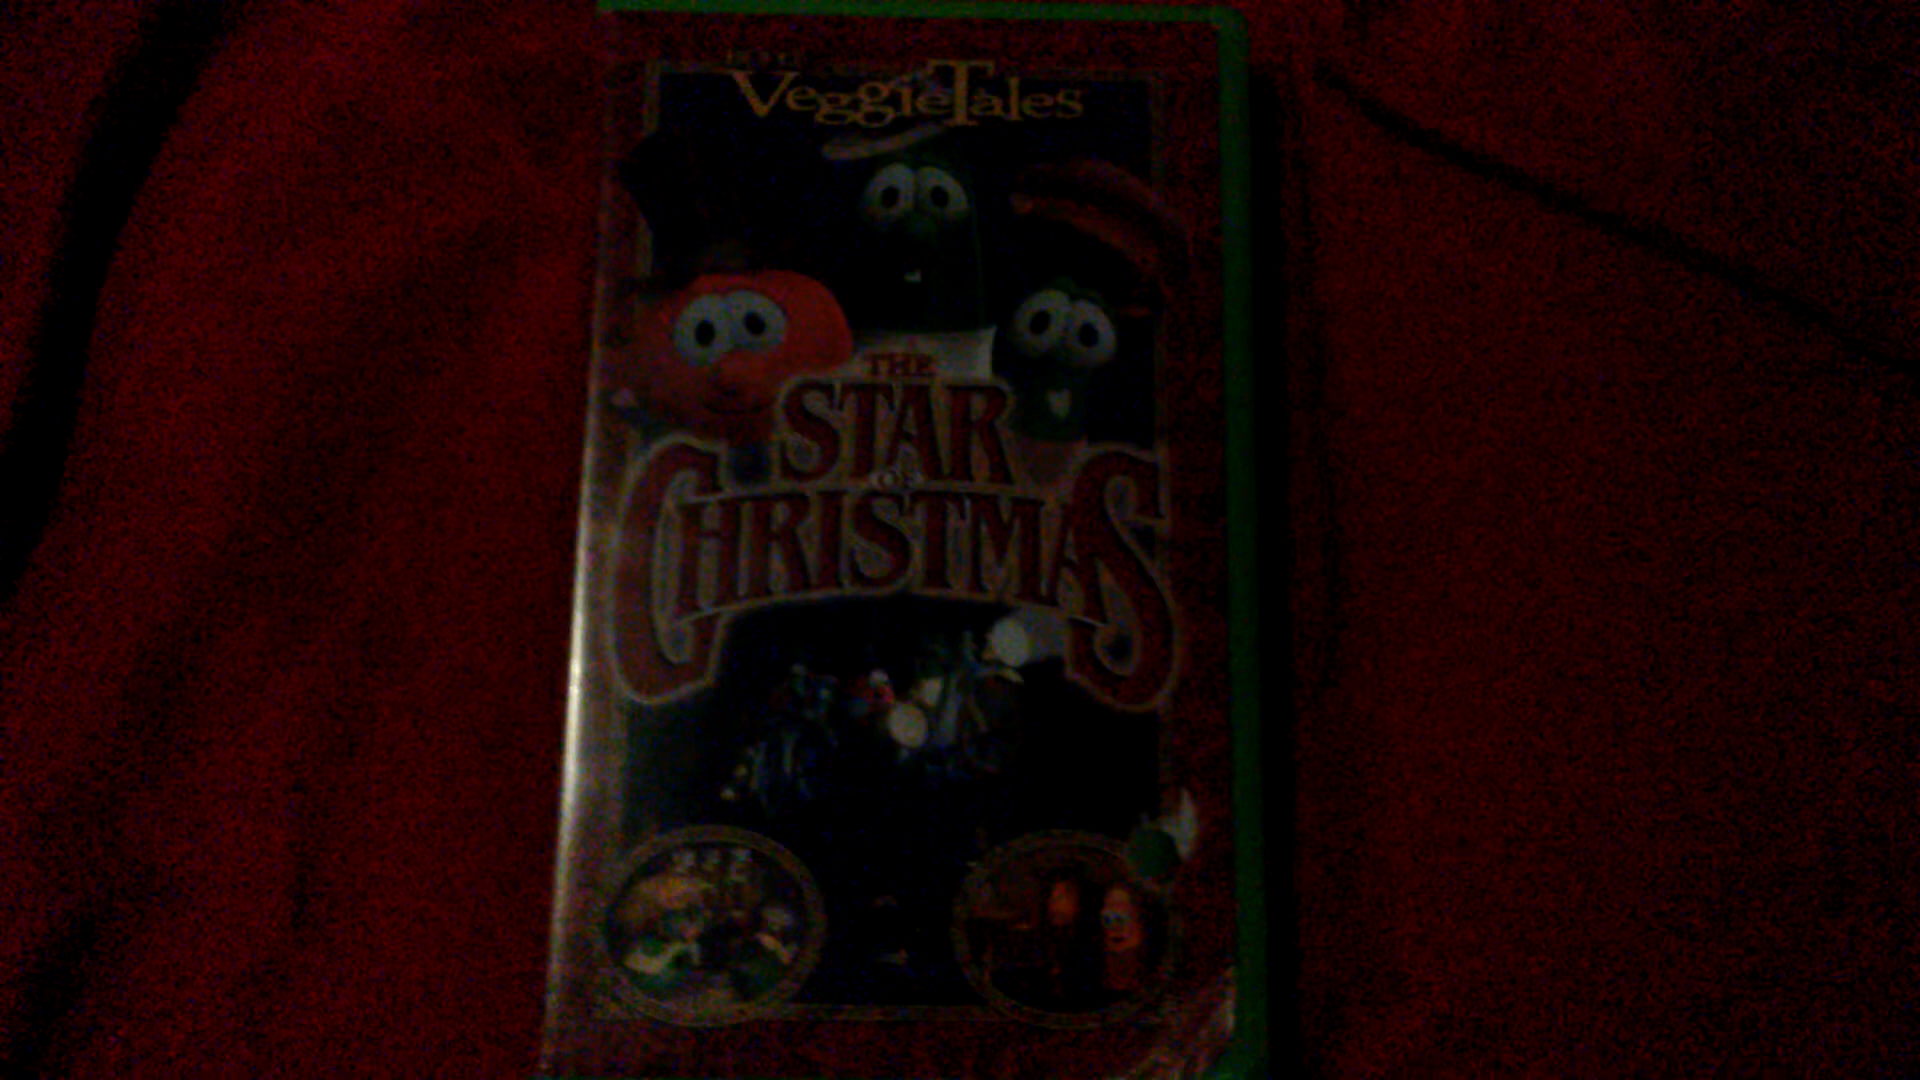 VeggieTales
THE
STAR
OF
CHRISTMAS